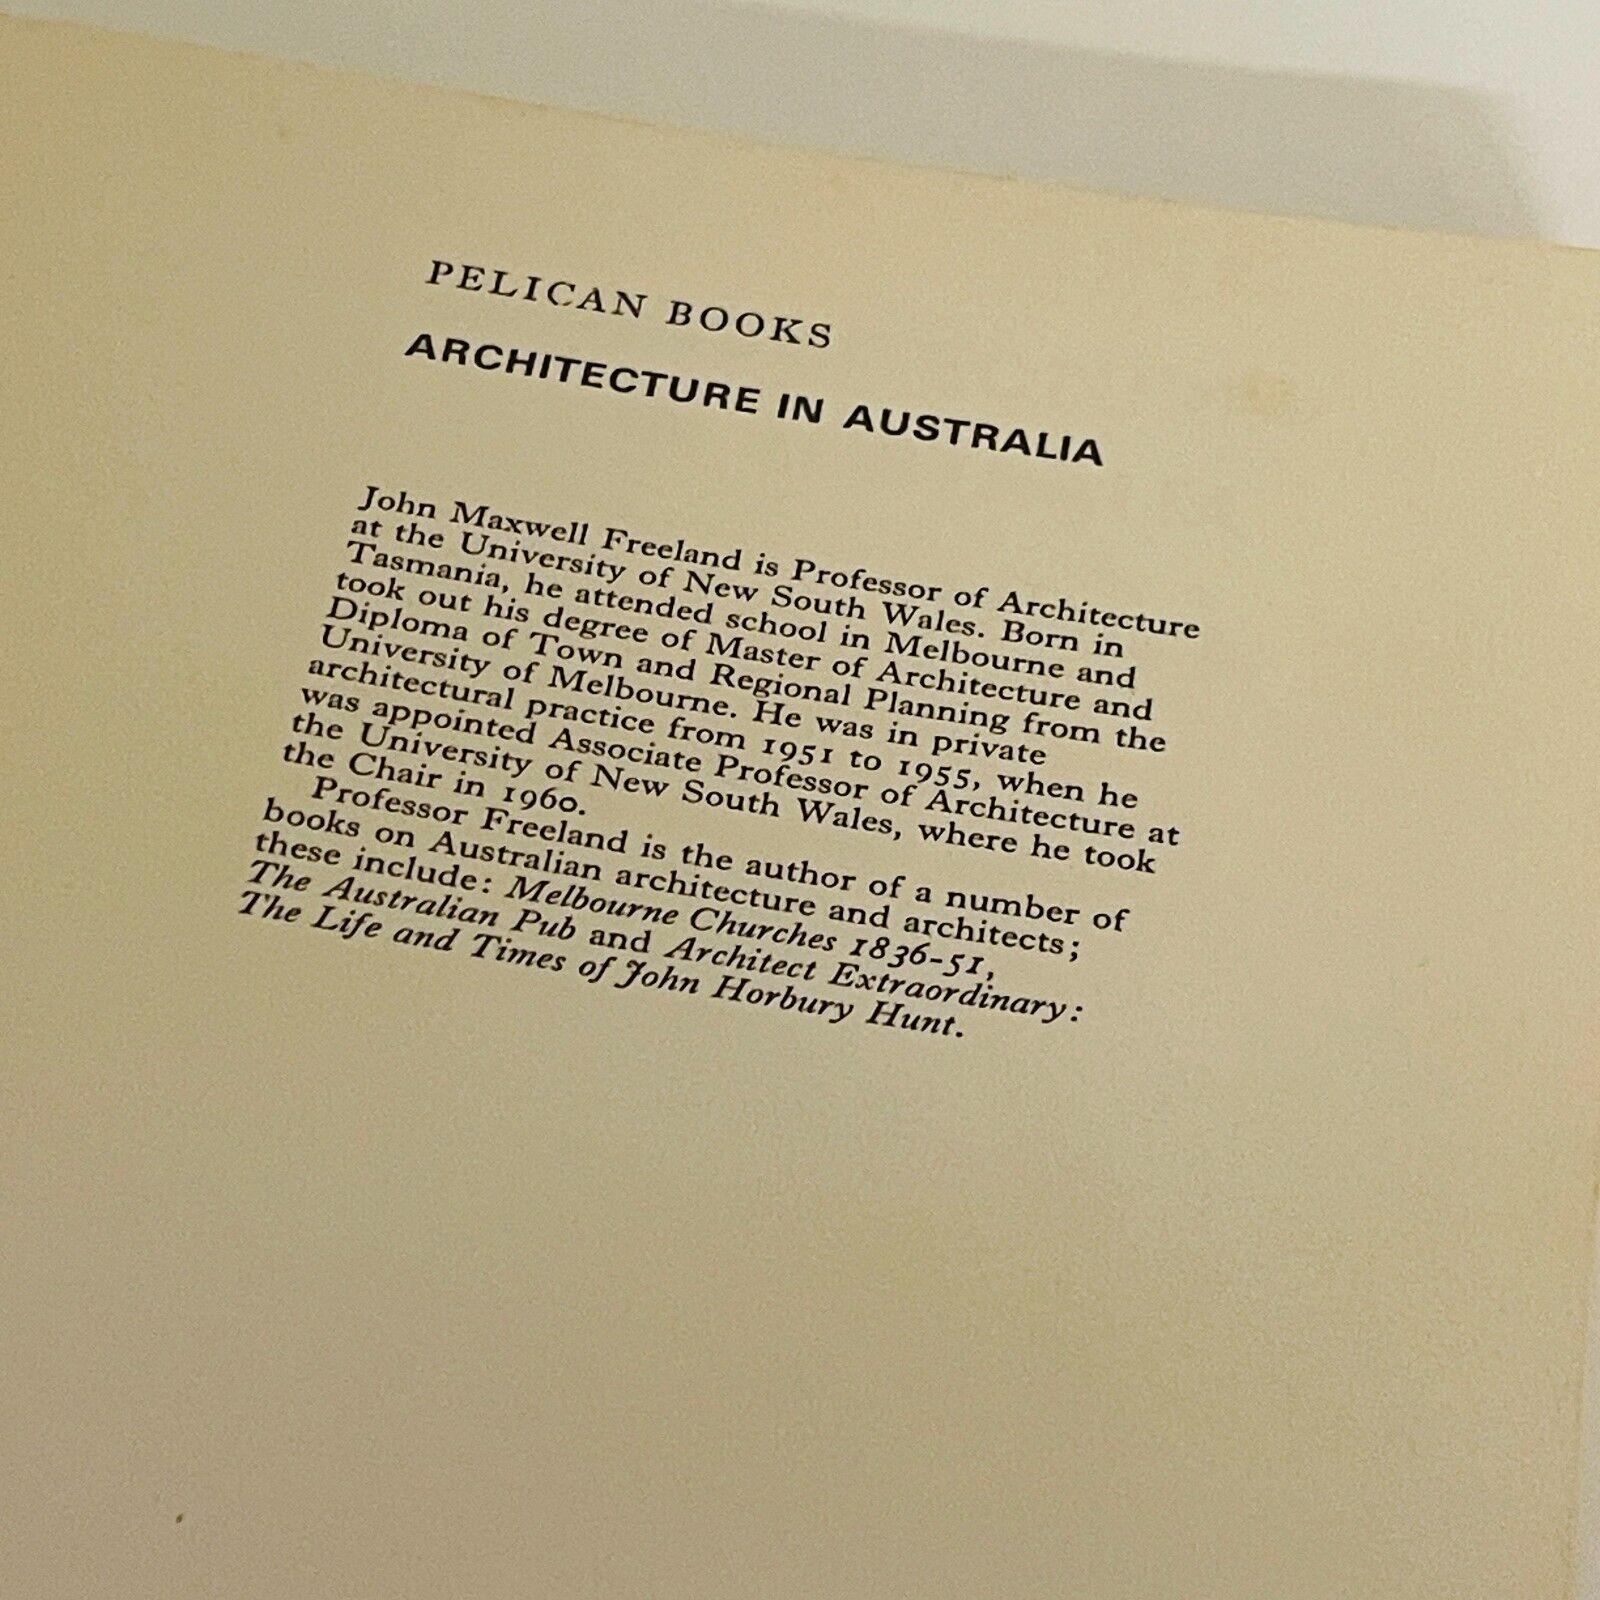 PELICAN BOOKS
ARCHITECTURE IN AUSTRALIA
John Maxwell Freeland is Professor of Architecture
at the University of New South Wales. Born in
Tasmania, he attended school in Melbourne and
took out his degree of Master of Architecture and
Diploma of Town and Regional Planning from the
University of Melbourne. He was in private
architectural practice from 1951 to 1955, when he
was appointed Associate Professor of Architecture at
the University of New South Wales, where he took
the Chair in 1960.
Professor Freeland is the author of a number of
books on Australian architecture and architects;
these include: Melbourne Churches 1836-51,
The Australian Pub and Architect Extraordinary:
The Life and Times of John Horbury Hunt.